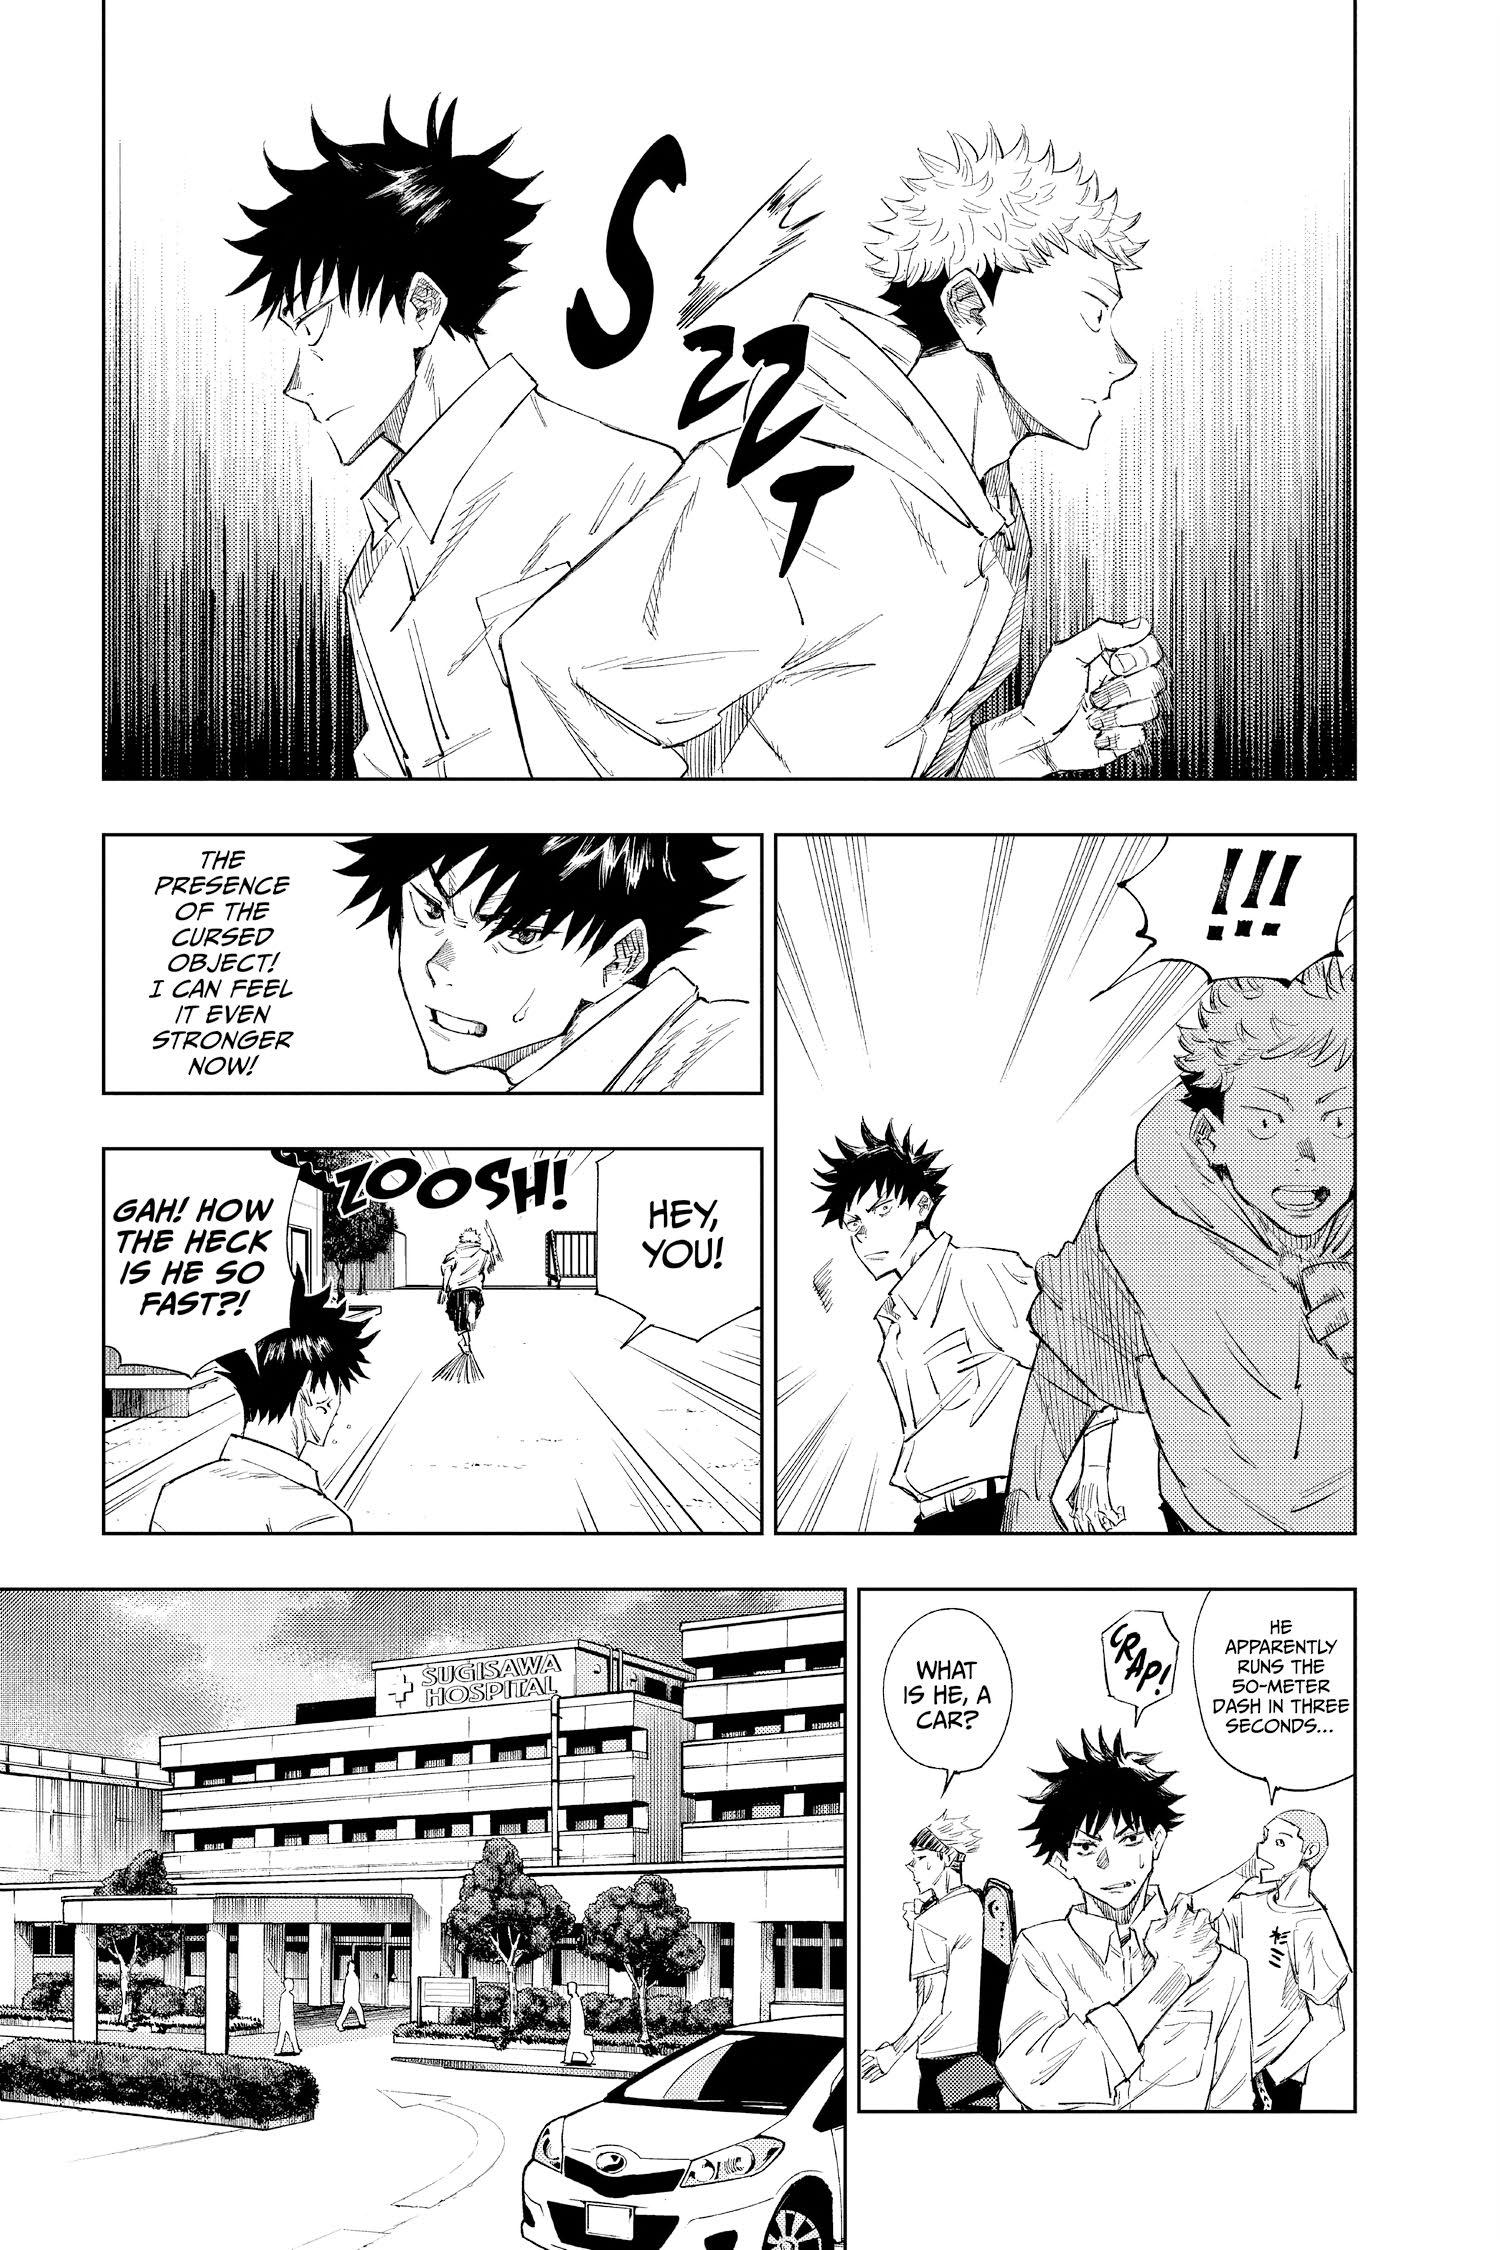 SZZT
!!!
THE
PRESENCE
OF THE
CURSED
OBJECT!
I CAN FEEL
IT EVEN
STRONGER
NOW!
HEY,
YOU!
ZOOSH!
GAH! HOW
THE HECK
IS HE SO
FAST?!
HE
APPARENTLY
RUNS THE
50-METER
DASH IN THREE
SECONDS...
CRAP!
WHAT
IS HE, A
CAR?
SUGISAWA
HOSPITAL